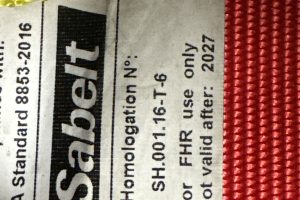 A Standard 8853-2016
Sabelt
Homologation N°:
SH.001.16-T-6
or FHR use only
ot valid after: 2027